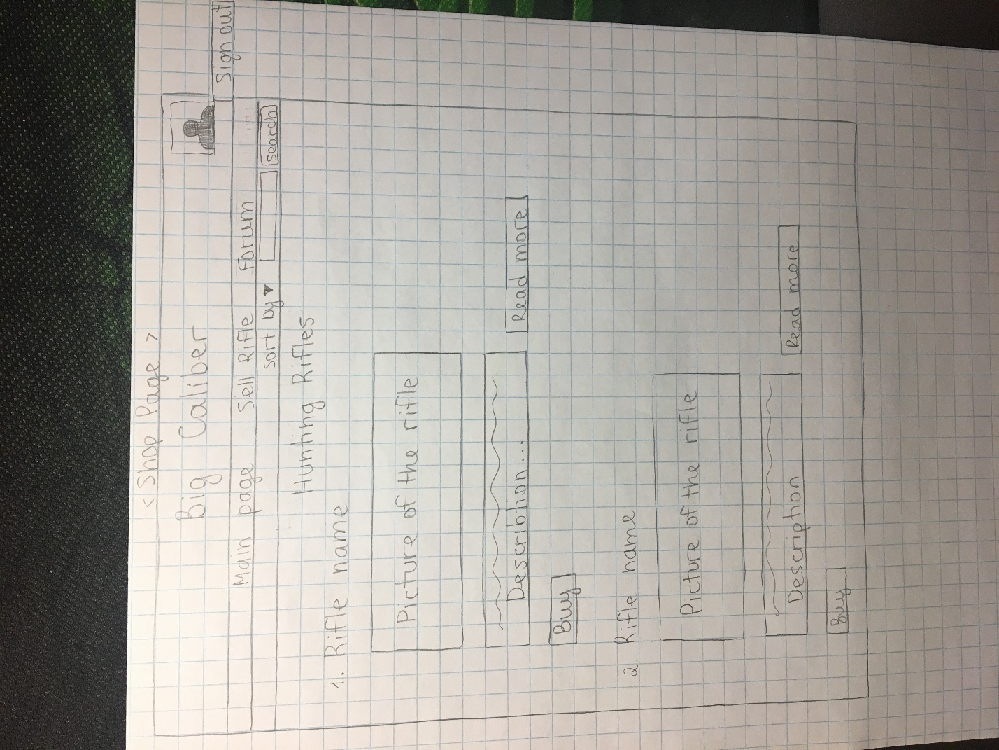 < Shop Page >
Big Caliber
Sign out
Main page Sell Rifle Forum
Sort by search
Hunting Rifles
1. Rifle name
Picture of the rifle
Describtion...
Read more
Buy
2. Rifle name
Picture of the rifle
Description
Read more
Buy